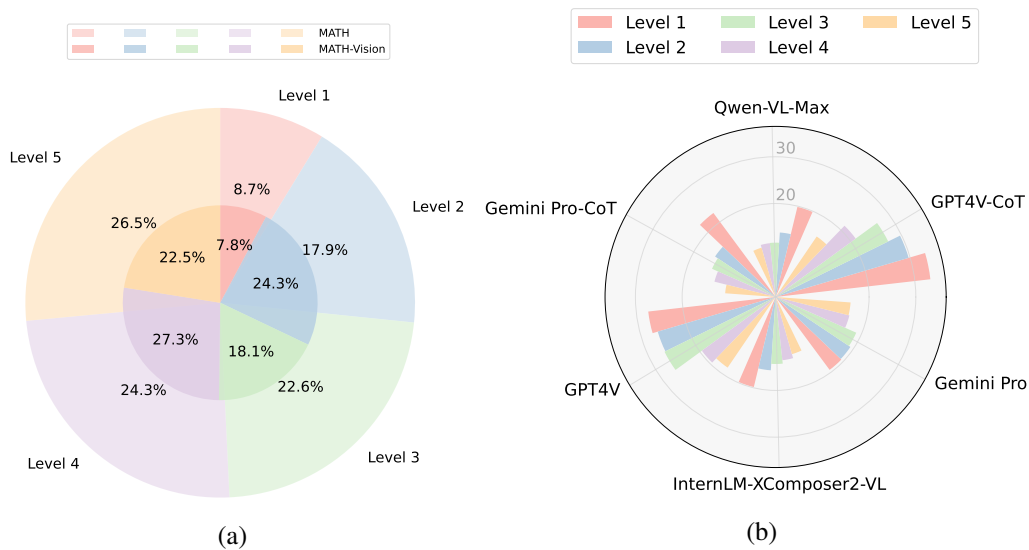 MATH
MATH-Vision
Level 1
Level 2
Level 3
Level 4
Level 5
8.7%
17.9%
22.6%
24.3%
26.5%
7.8%
24.3%
18.1%
27.3%
22.5%
(a)
Level 1
Level 3
Level 5
Level 2
Level 4
Qwen-VL-Max
30
20
GPT4V-CoT
Gemini Pro-CoT
GPT4V
Gemini Pro
InternLM-XComposer2-VL
(b)